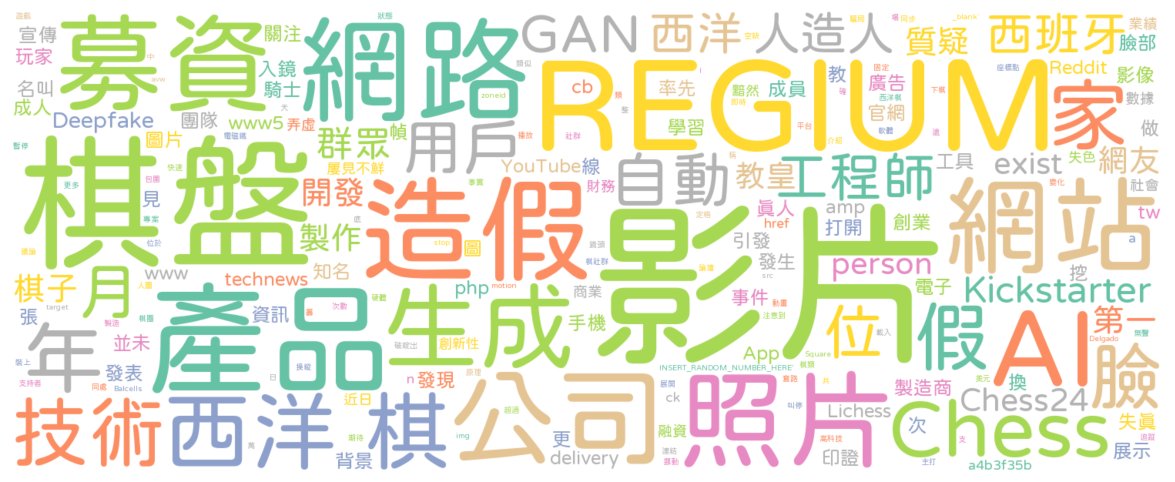 宣傳
玩家
名叫
成人
Deepfake
募資
網路
關注
入鏡
騎士
團隊
www5
弄虛
圖片
GAN
西洋
人造人
質疑
西班牙
業績
臉部
REGIUM
cb
率先
黯然
成員
教
廣告
官網
Reddit
影像
數據
家
做
群眾
幀
用戶
學習
屢見不鮮
YouTube
線
自動
教皇
工程師
工具
exist
失色
網友
社會
棋盤
見
開發
製作
造假
財務
真人
amp
href
打開
創業
引發
發生
網站
tw
a
挖
影片
person
棋子
月
www
technews
知名
圖
php
motion
stop
商業
手機
事件
電子
Kickstarter
張
年
並未
資訊
產品
生成
創新性
App
Square
位
假
AI
第一
Delgado
臉
發表
Balcells
近日
n
發現
INSERT_RANDOM_NUMBER_HERE
ck
製造商
換
Chess24
技術
西洋棋
背景
公司
更
delivery
img
融資
照片
Lichess
印證
Chess
次
失真
展示
a4b3f35b
zoneid
_blank'
target
src